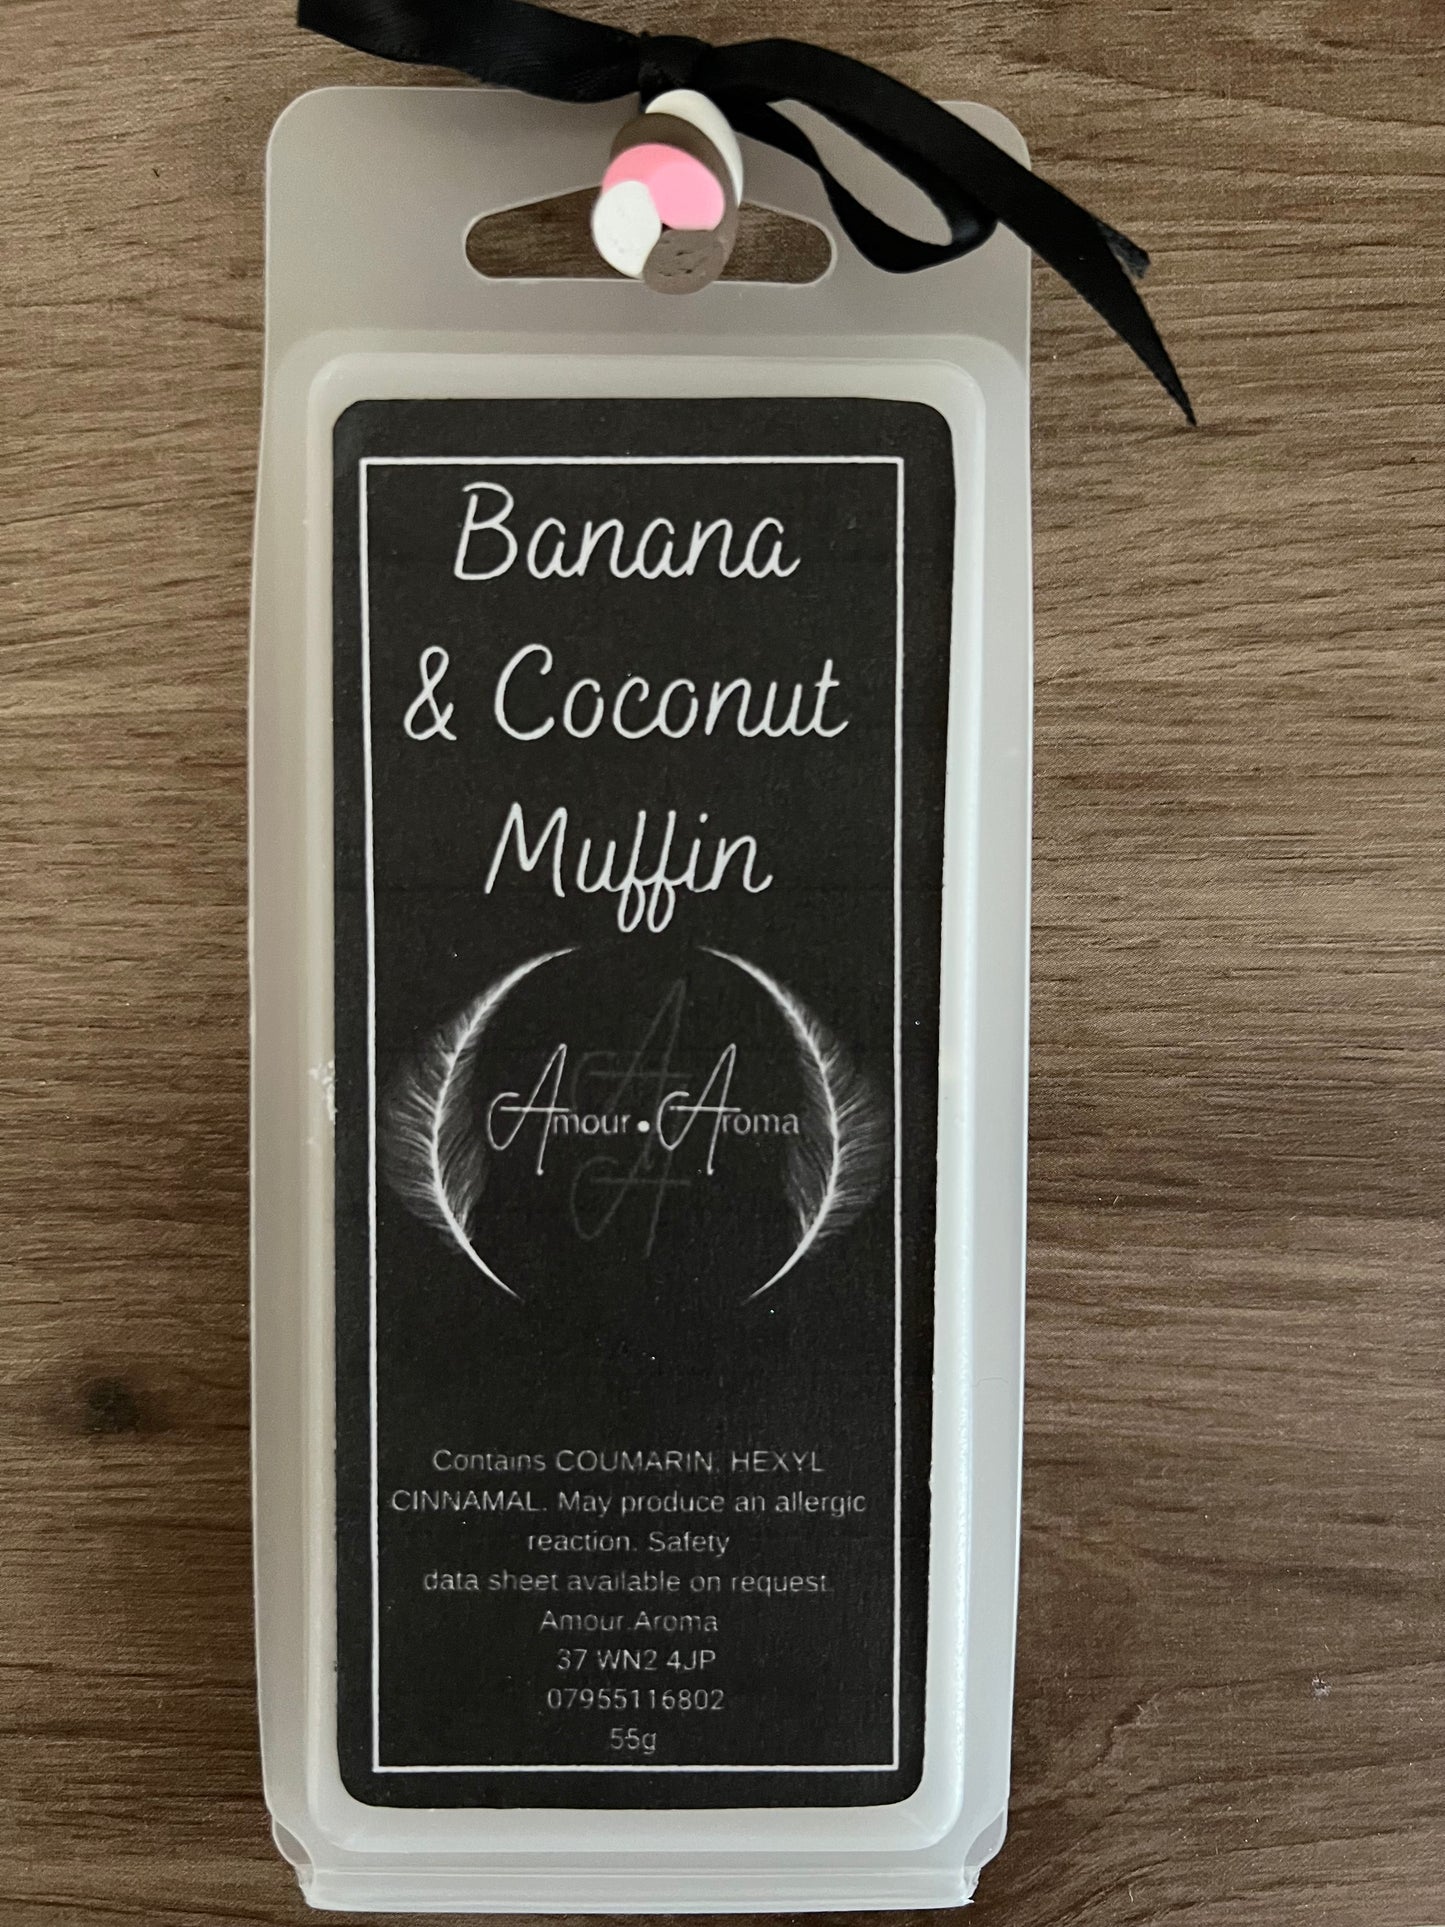 Banana
& Coconut
Muffin
Amour.Aroma
Contains COUMARIN, HEXYL
CINNAMAL. May produce an allergic
reaction. Safety
data sheet available on request.
Amour.Aroma
37 WN2 4JP
07955116802
55g